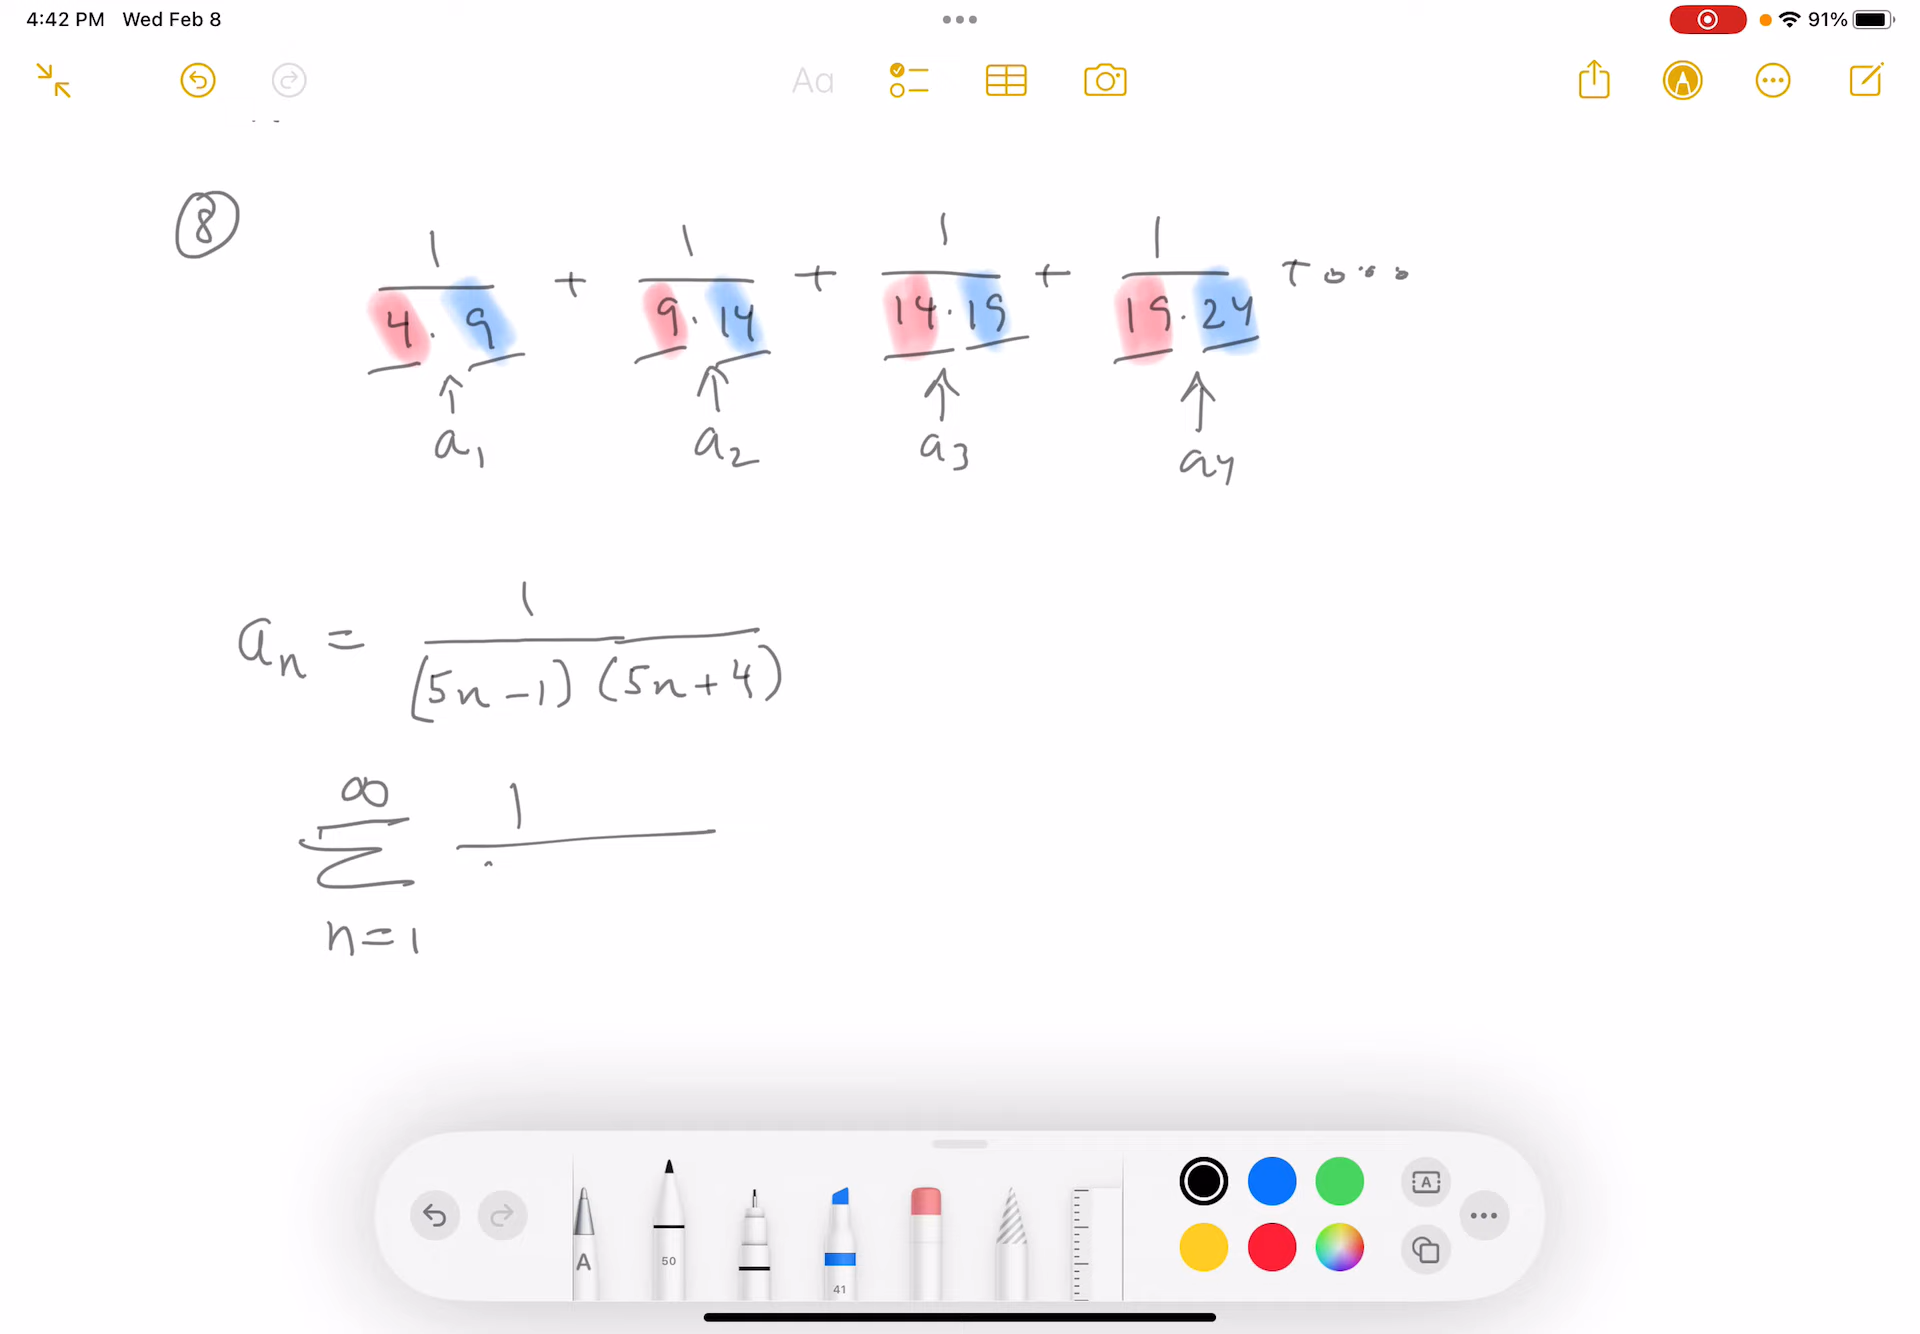 4:42 PM Wed Feb 8
91%
Aa
8
1/(4·9) + 1/(9·14) + 1/(14·19) + 1/(19·24) + ....
↑ ↑ ↑ ↑
a₁ a₂ a₃ a₄
aₙ = 1/((5n-1)(5n+4))
∞
Σ 1/
n=1
A 50 41
A